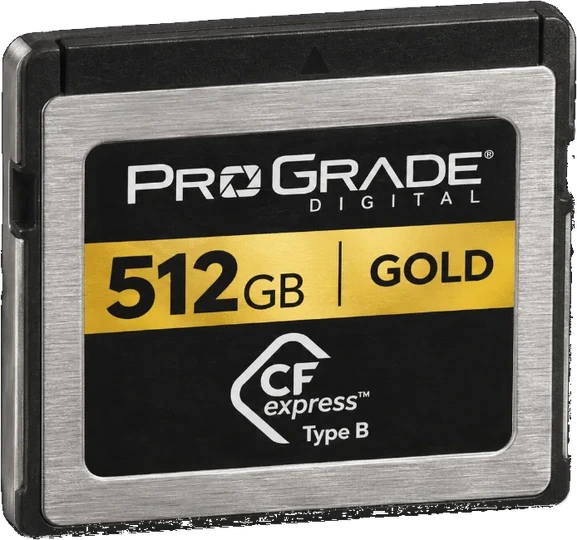 PROGRADE®
DIGITAL
512GB | GOLD
CF
express™
Type B